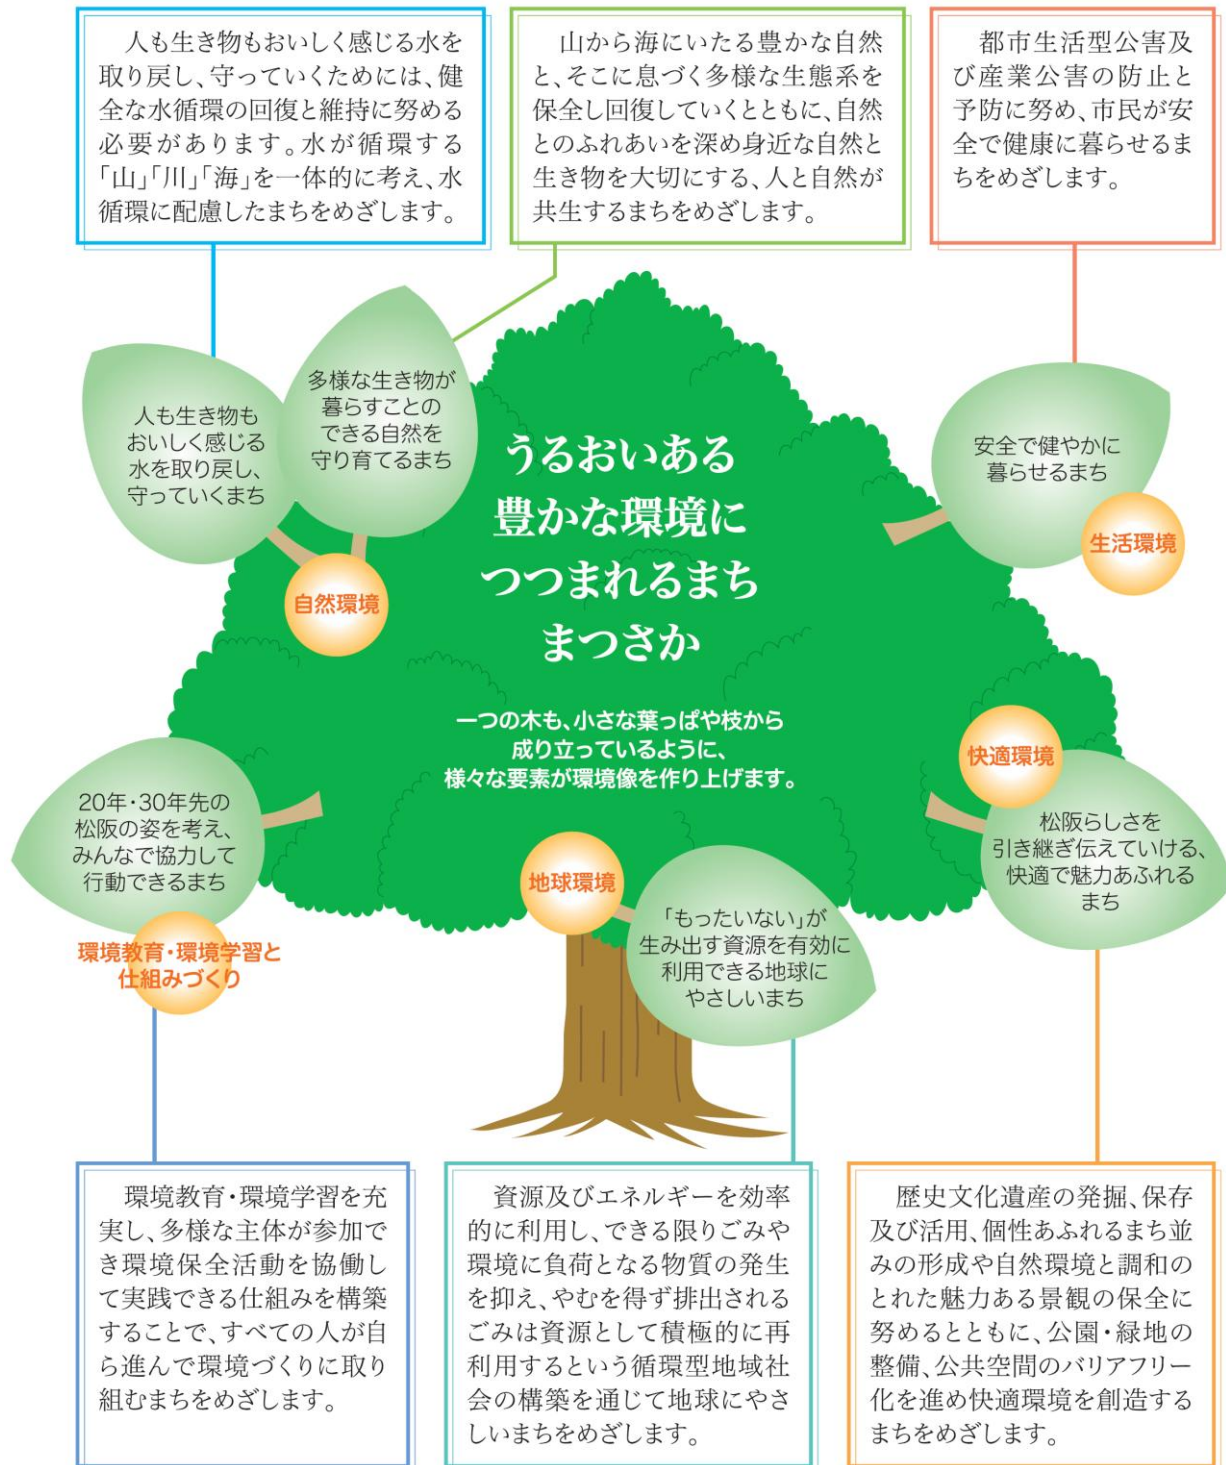 人も生き物もおいしく感じる水を
取り戻し、守っていくためには、健
全な水循環の回復と維持に努める
必要があります。水が循環する
「山」「川」「海」を一体的に考え、水
循環に配慮したまちをめざします。
山から海にいたる豊かな自然
と、そこに息づく多様な生態系を
保全し回復していくとともに、自然
とのふれあいを深め身近な自然と
生き物を大切にする、人と自然が
共生するまちをめざします。
都市生活型公害及
び産業公害の防止と
予防に努め、市民が安
全で健康に暮らせるま
ちをめざします。
人も生き物も
おいしく感じる
水を取り戻し、
守っていくまち
多様な生き物が
暮らすことの
できる自然を
守り育てるまち
自然環境
安全で健やかに
暮らせるまち
生活環境
うるおいある
豊かな環境に
つつまれるまち
まつさか
一つの木も、小さな葉っぱや枝から
成り立っているように、
様々な要素が環境像を作り上げます。
20年・30年先の
松阪の姿を考え、
みんなで協力して
行動できるまち
環境教育・環境学習と
仕組みづくり
地球環境
「もったいない」が
生み出す資源を有効に
利用できる地球に
やさしいまち
快適環境
松阪らしさを
引き継ぎ伝えていける、
快適で魅力あふれる
まち
環境教育・環境学習を充
実し、多様な主体が参加で
き環境保全活動を協働し
て実践できる仕組みを構築
することで、すべての人が自
ら進んで環境づくりに取り
組むまちをめざします。
資源及びエネルギーを効率
的に利用し、できる限りごみや
環境に負荷となる物質の発生
を抑え、やむを得ず排出される
ごみは資源として積極的に再
利用するという循環型地域社
会の構築を通じて地球にやさ
しいまちをめざします。
歴史文化遺産の発掘、保存
及び活用、個性あふれるまち並
みの形成や自然環境と調和の
とれた魅力ある景観の保全に
努めるとともに、公園・緑地の
整備、公共空間のバリアフリー
化を進め快適環境を創造する
まちをめざします。